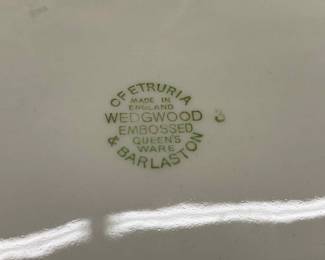 OF ETRURIA
MADE IN
ENGLAND
WEDGWOOD
EMBOSSED
QUEEN'S
WARE
& BARLASTON